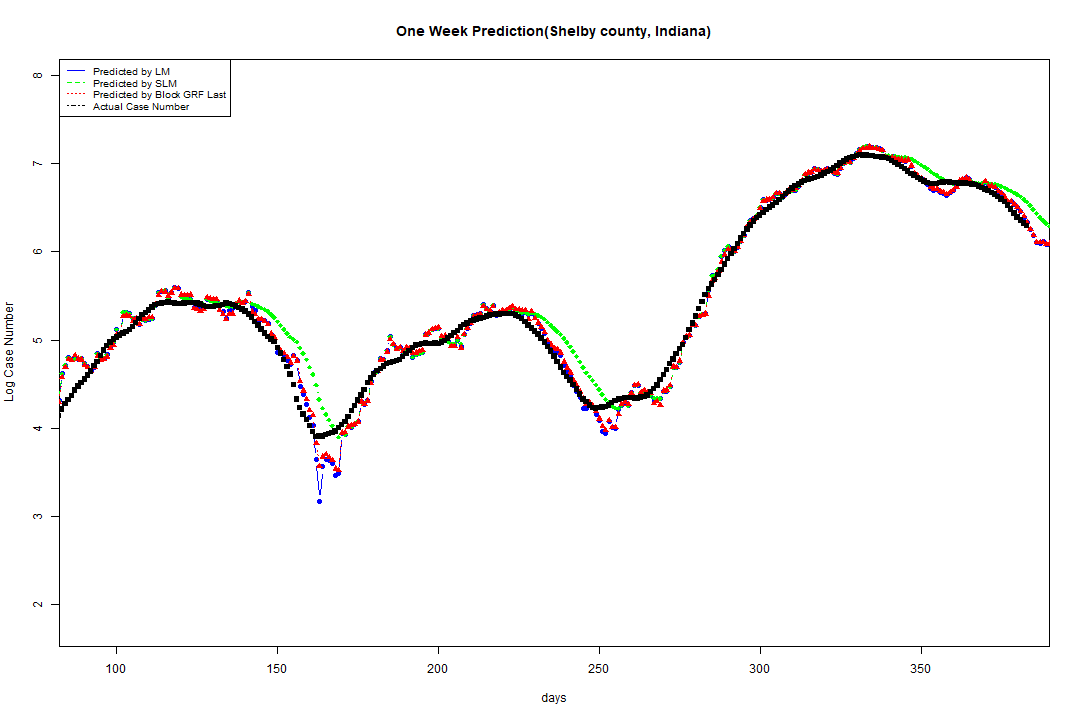 One Week Prediction(Shelby county, Indiana)
Predicted by LM
Predicted by SLM
Predicted by Block GRF Last
Actual Case Number
8
7
6
5
4
3
2
Log Case Number
100 150 200 250 300 350
days